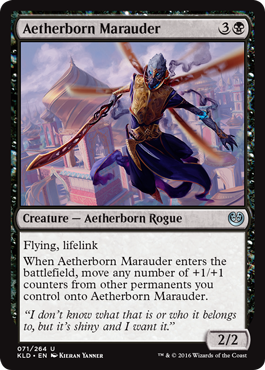 Aetherborn Marauder 3
Creature — Aetherborn Rogue
Flying, lifelink
When Aetherborn Marauder enters the
battlefield, move any number of +1/+1
counters from other permanents you
control onto Aetherborn Marauder.
“I don’t know what that is or who it belongs
to, but it’s shiny and I want it.”
2/2
071/264 U
KLD • EN Kieran Yanner ™ & © 2016 Wizards of the Coast